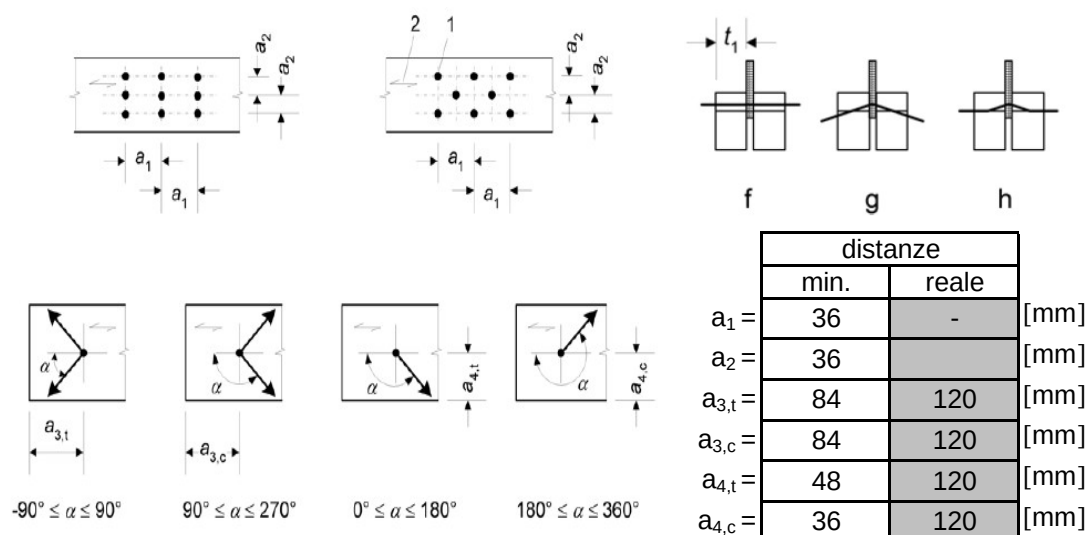 2 1
a2
a2
a2
a2
a1
a1
a1
a1
t1
f g h
distanze
min. reale
a1 = 36 - [mm]
a2 = 36 [mm]
a3,t = 84 120 [mm]
a3,c = 84 120 [mm]
a4,t = 48 120 [mm]
a4,c = 36 120 [mm]
α
α
α
α
a4,t
a4,c
a3,t
a3,c
-90° ≤ α ≤ 90°
90° ≤ α ≤ 270°
0° ≤ α ≤ 180°
180° ≤ α ≤ 360°